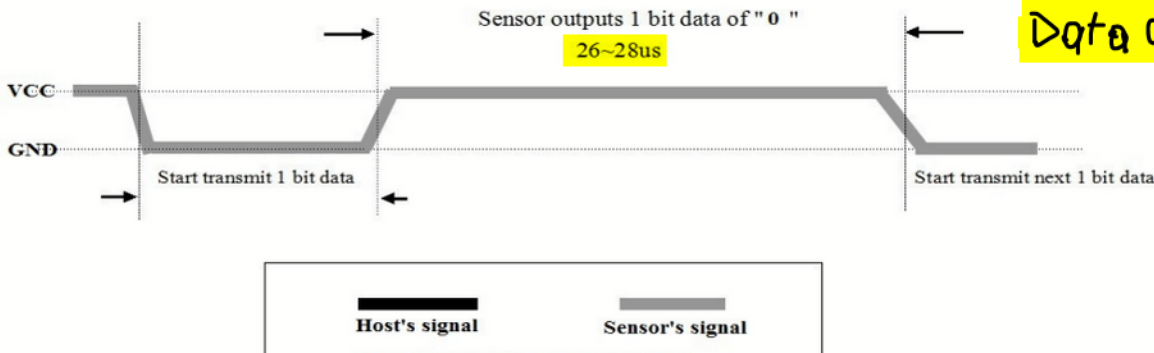 Sensor outputs 1 bit data of " 0 "
26~28us
Data
VCC
GND
Start transmit 1 bit data
Start transmit next 1 bit data
Host's signal
Sensor's signal